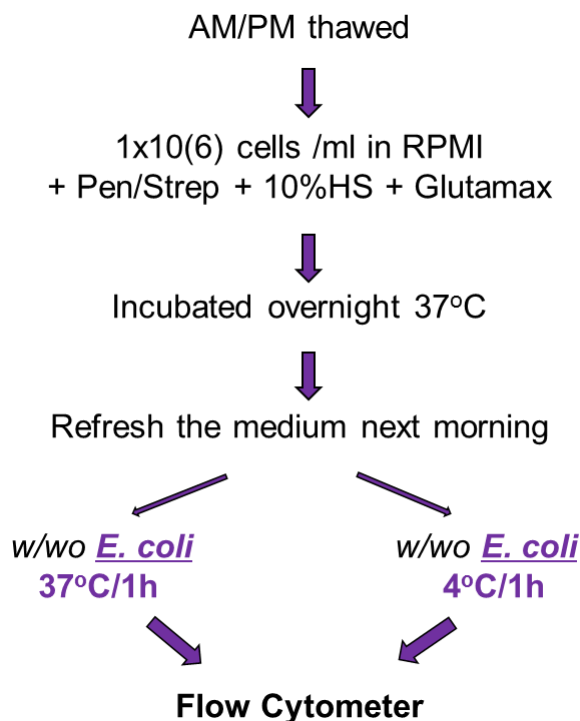 AM/PM thawed
1x10(6) cells /ml in RPMI
+ Pen/Strep + 10%HS + Glutamax
Incubated overnight 37°C
Refresh the medium next morning
w/wo E. coli
37°C/1h
w/wo E. coli
4°C/1h
Flow Cytometer